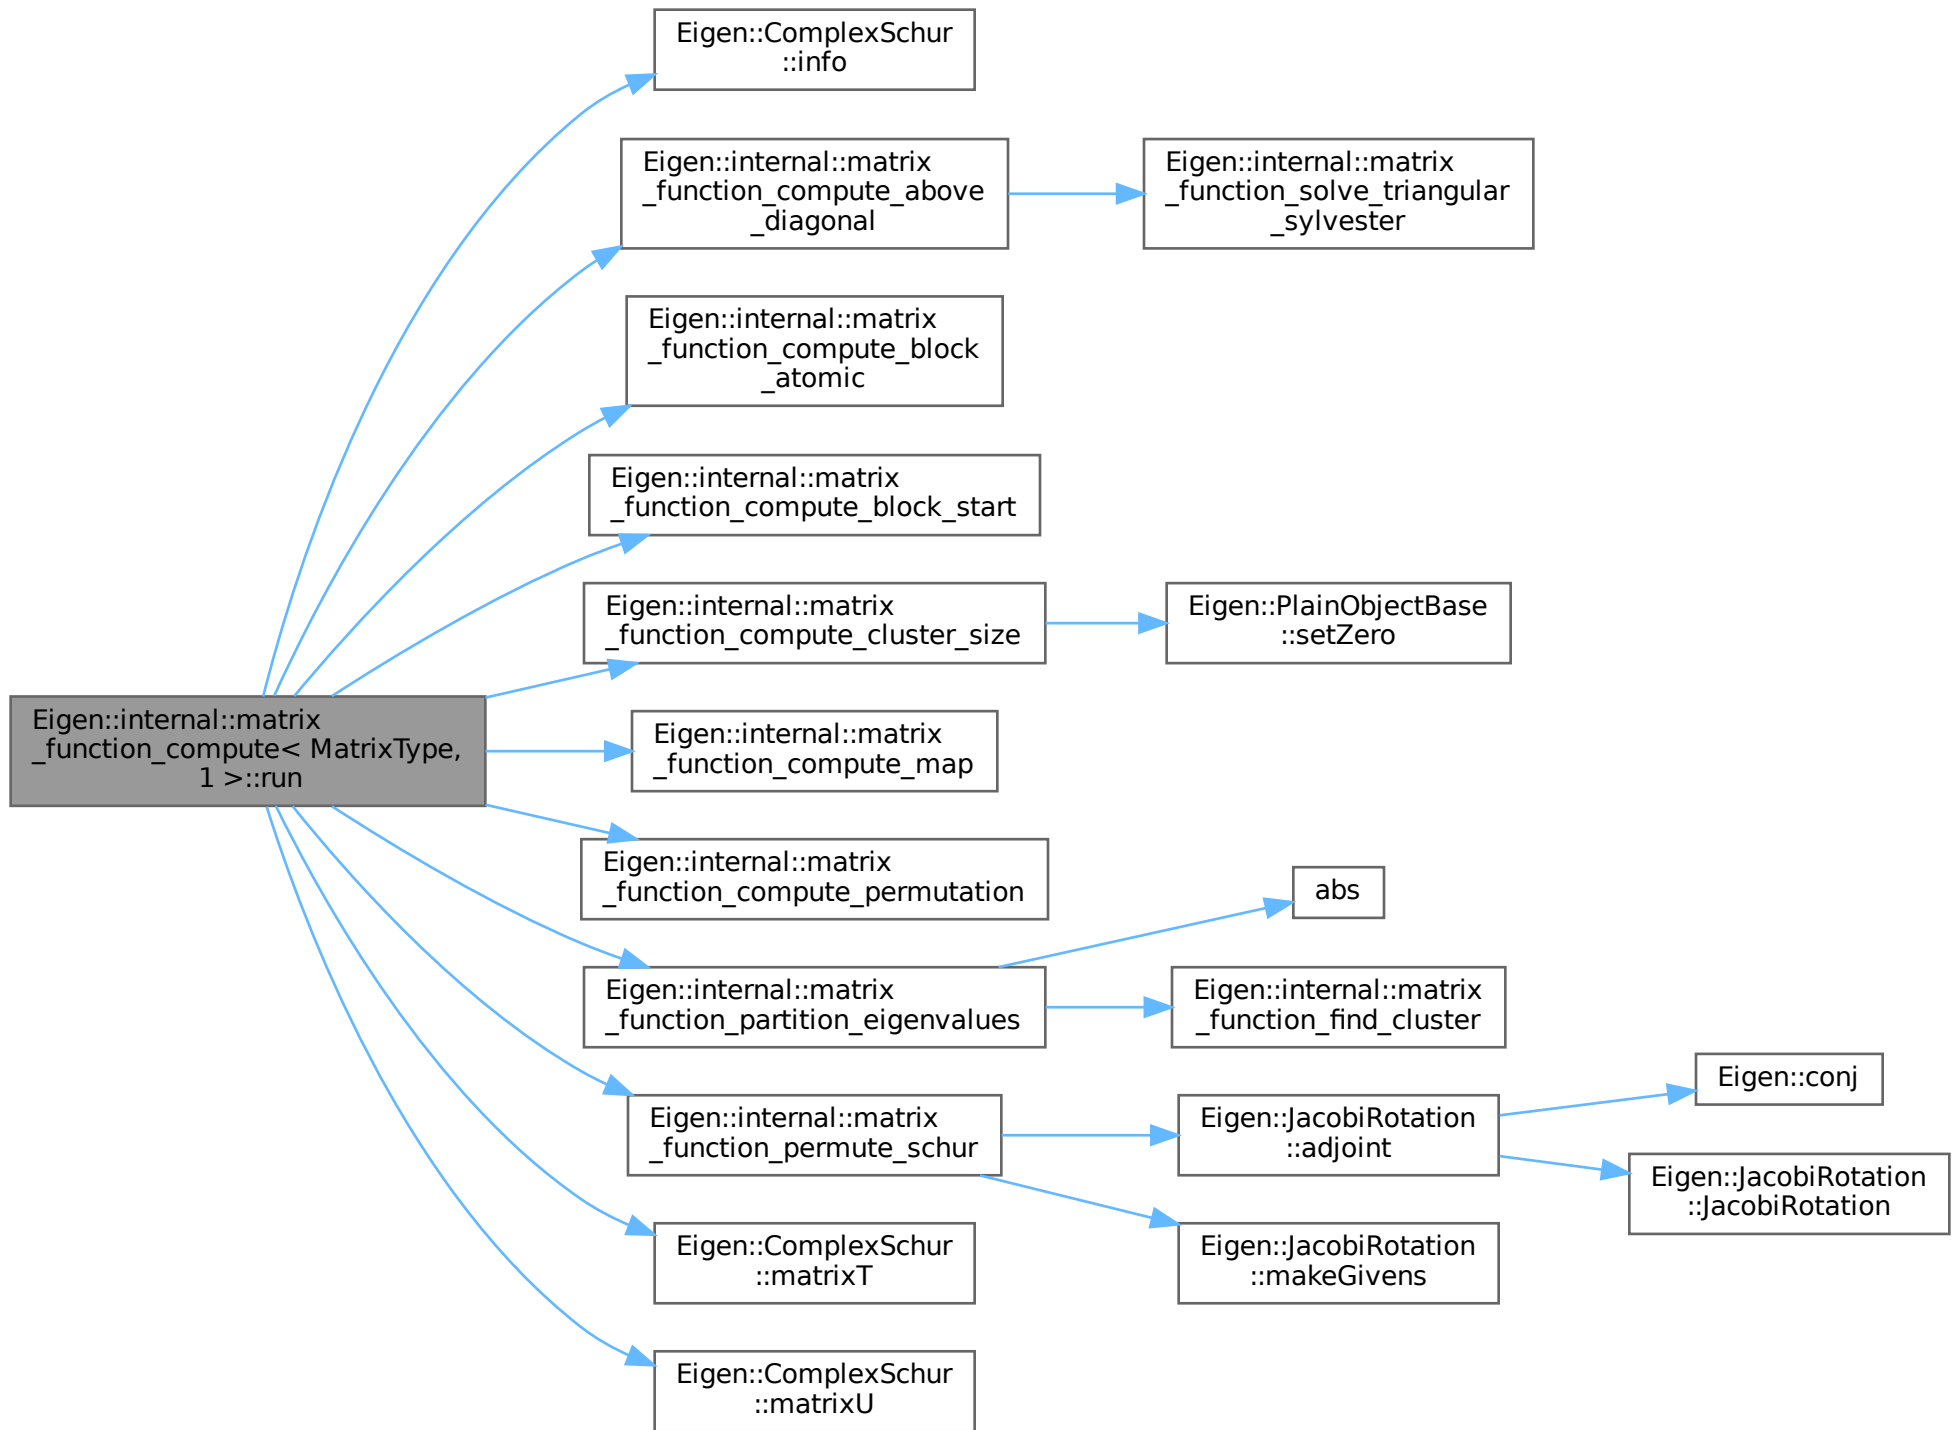 Eigen::ComplexSchur
::info
Eigen::internal::matrix
_function_compute_above
_diagonal
Eigen::internal::matrix
_function_solve_triangular
_sylvester
Eigen::internal::matrix
_function_compute_block
_atomic
Eigen::internal::matrix
_function_compute_block_start
Eigen::internal::matrix
_function_compute_cluster_size
Eigen::PlainObjectBase
::setZero
Eigen::internal::matrix
_function_compute< MatrixType,
1 >::run
Eigen::internal::matrix
_function_compute_map
Eigen::internal::matrix
_function_compute_permutation
abs
Eigen::internal::matrix
_function_partition_eigenvalues
Eigen::internal::matrix
_function_find_cluster
Eigen::internal::matrix
_function_permute_schur
Eigen::JacobiRotation
::adjoint
Eigen::conj
Eigen::JacobiRotation
::JacobiRotation
Eigen::ComplexSchur
::matrixT
Eigen::JacobiRotation
::makeGivens
Eigen::ComplexSchur
::matrixU